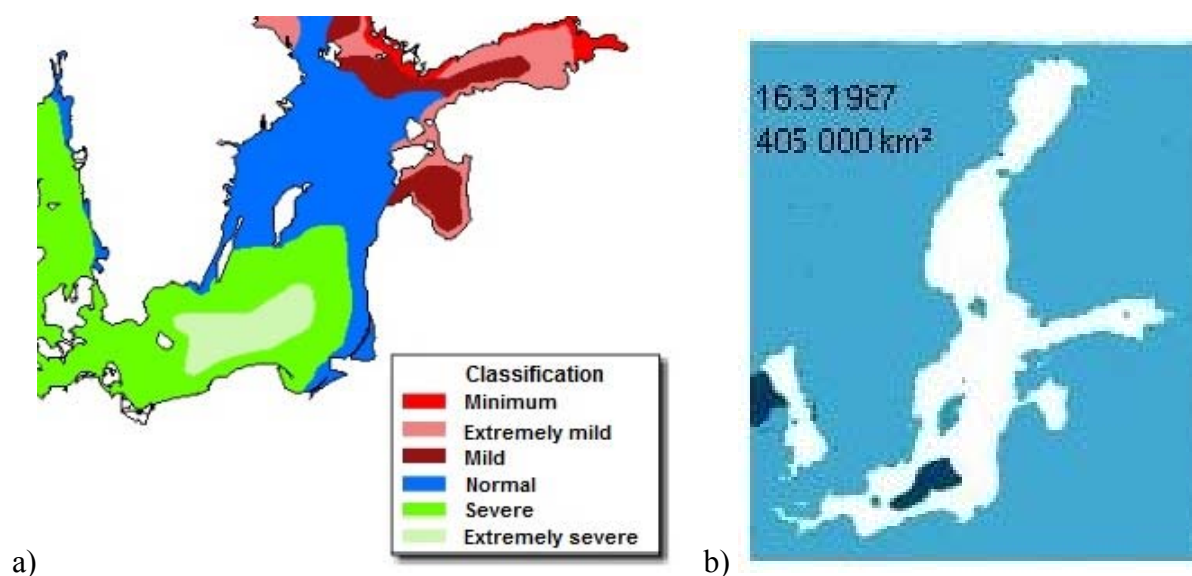 Classification
Minimum
Extremely mild
Mild
Normal
Severe
Extremely severe
a)
16.3.1987
405 000 km²
b)